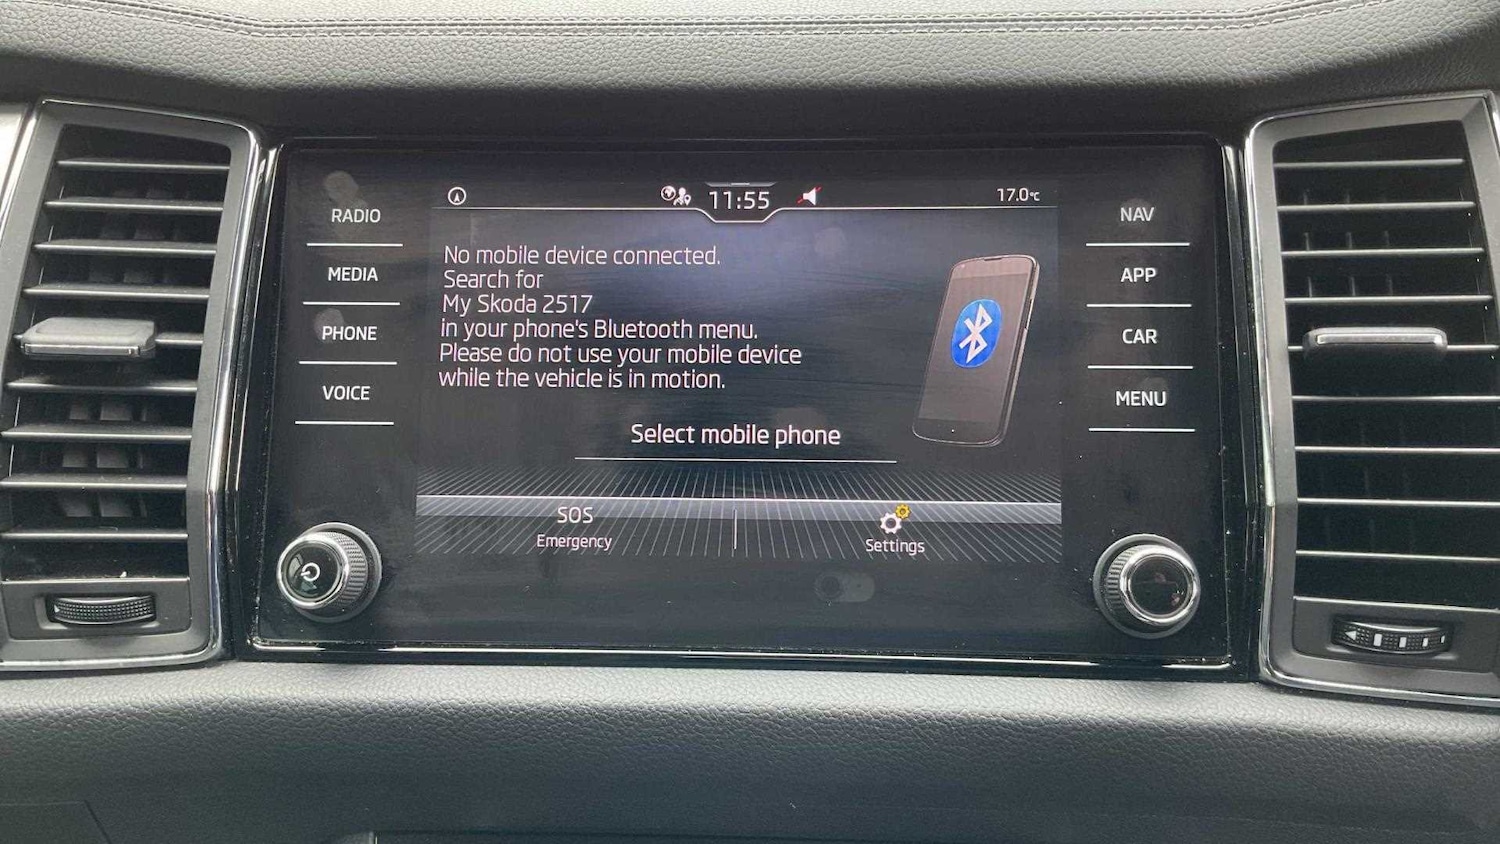 11:55
17.0°C
RADIO
MEDIA
PHONE
VOICE
No mobile device connected.
Search for
My Skoda 2517
in your phone's Bluetooth menu.
Please do not use your mobile device
while the vehicle is in motion.
Select mobile phone
SOS
Emergency
Settings
NAV
APP
CAR
MENU